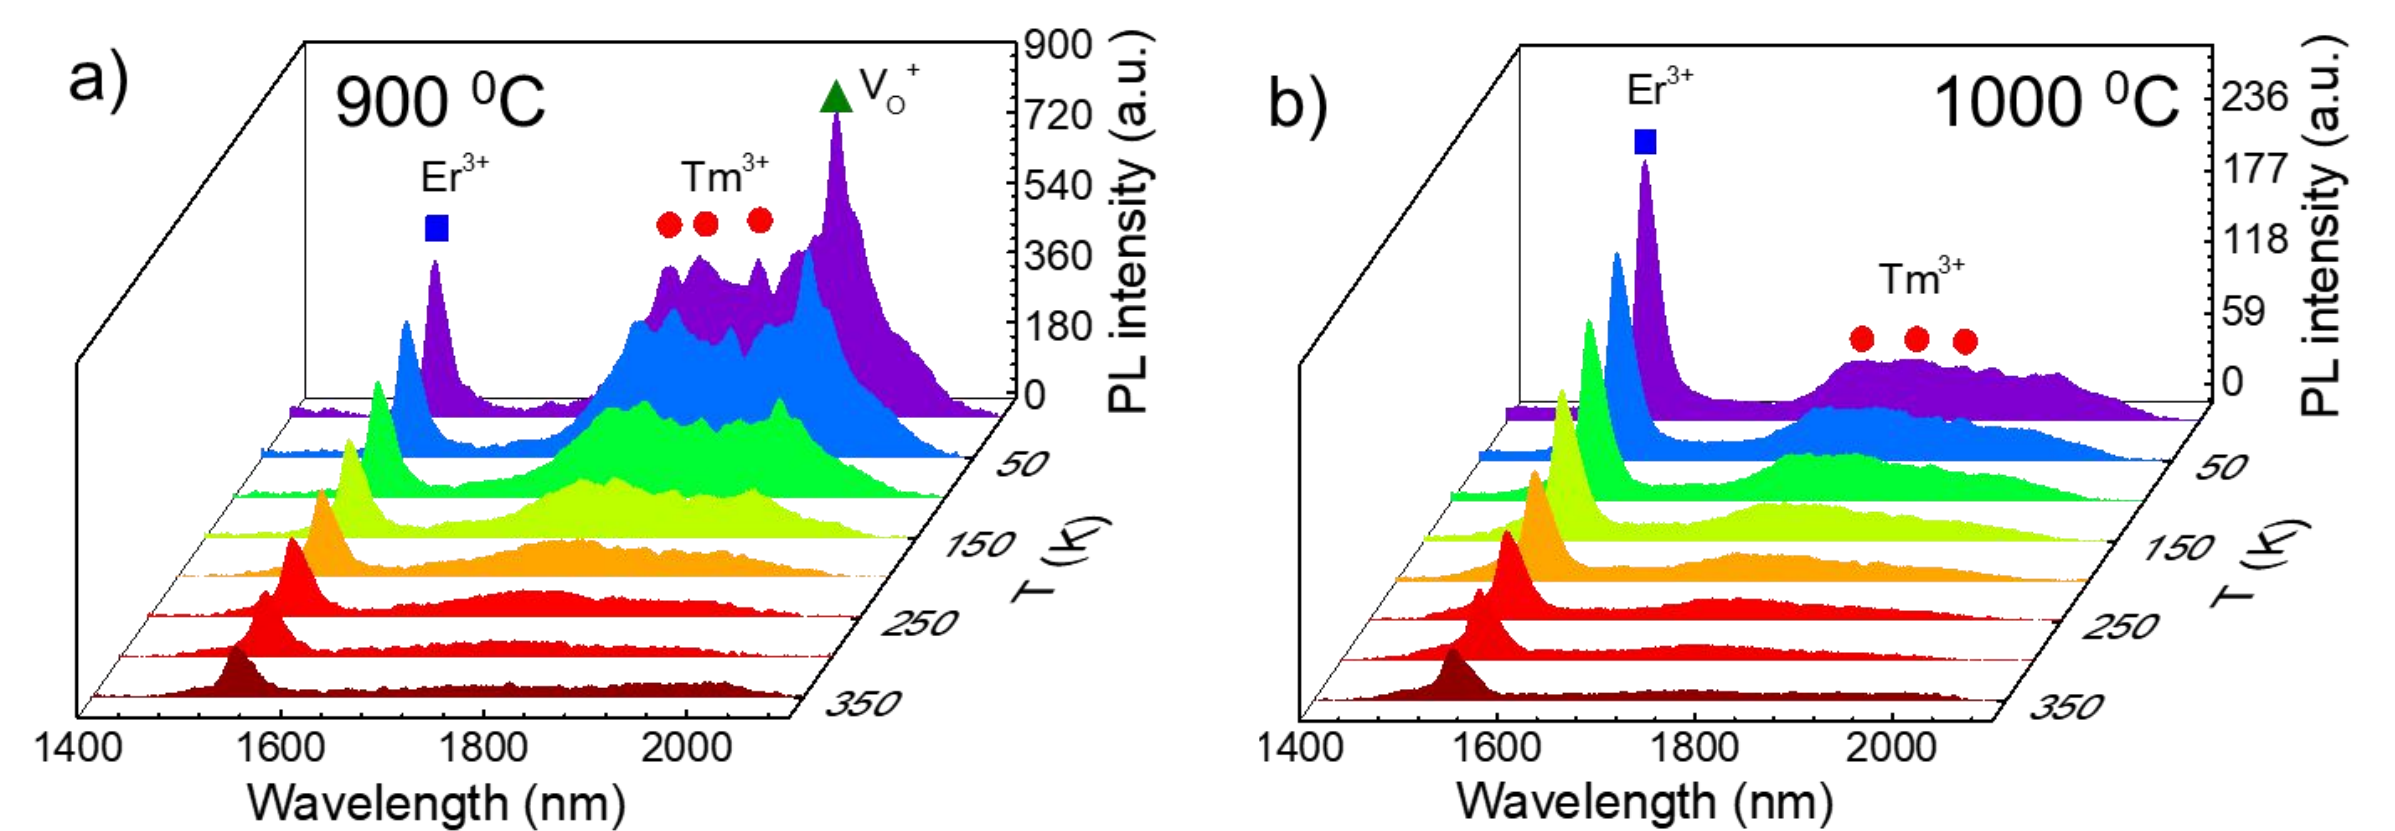 a)
900 ⁰C
Er³⁺
Tm³⁺
V_O⁺
900
720
540
360
180
0
PL intensity (a.u.)
50
150
250
350
T (K)
1400 1600 1800 2000
Wavelength (nm)
b)
1000 ⁰C
Er³⁺
Tm³⁺
236
177
118
59
0
PL intensity (a.u.)
50
150
250
350
T (K)
1400 1600 1800 2000
Wavelength (nm)